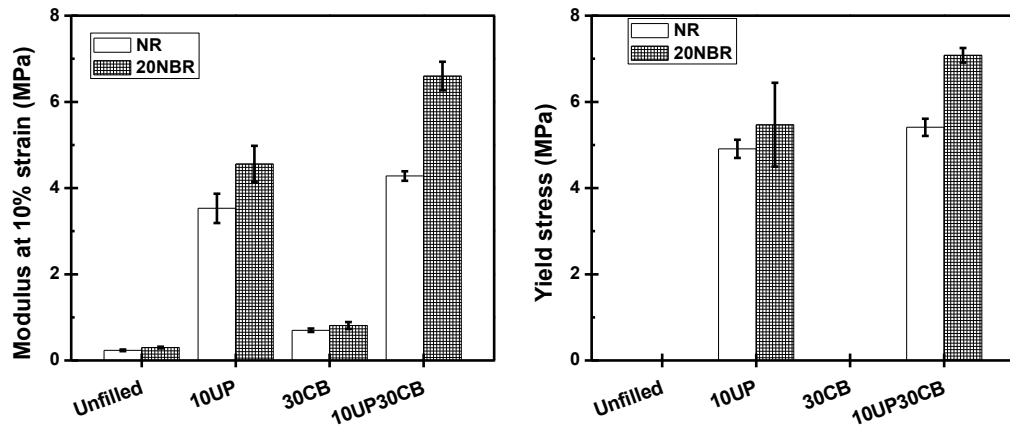 Modulus at 10% strain (MPa)
8
6
4
2
0
NR
20NBR
Unfilled
10UP
30CB
10UP30CB
Yield stress (MPa)
8
6
4
2
0
NR
20NBR
Unfilled
10UP
30CB
10UP30CB